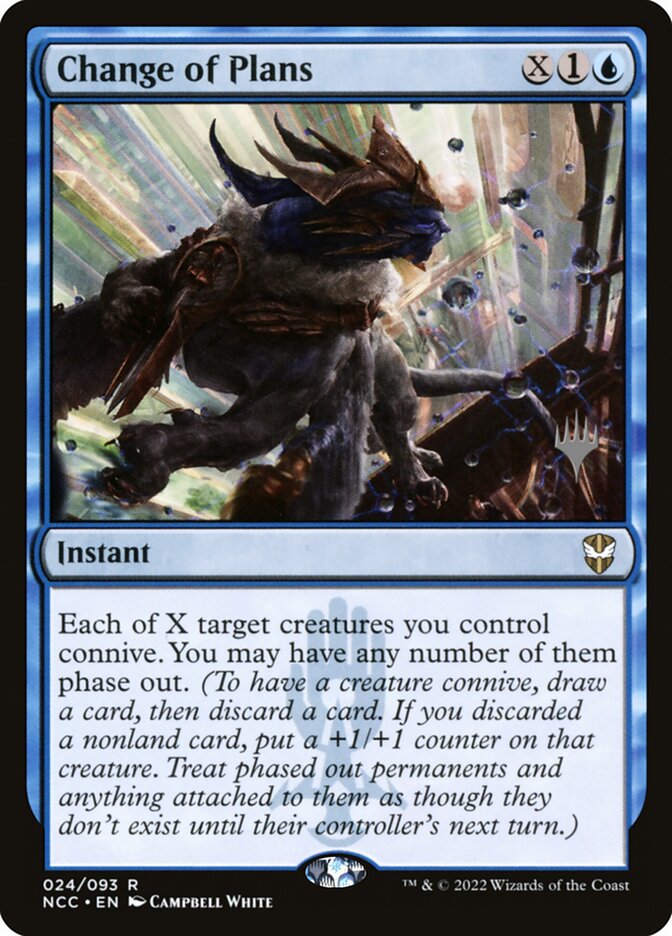 Change of Plans X1
Instant
Each of X target creatures you control
connive. You may have any number of them
phase out. (To have a creature connive, draw
a card, then discard a card. If you discarded
a nonland card, put a +1/+1 counter on that
creature. Treat phased out permanents and
anything attached to them as though they
don't exist until their controller's next turn.)
024/093 R
NCC • EN Campbell White
™ & © 2022 Wizards of the Coast